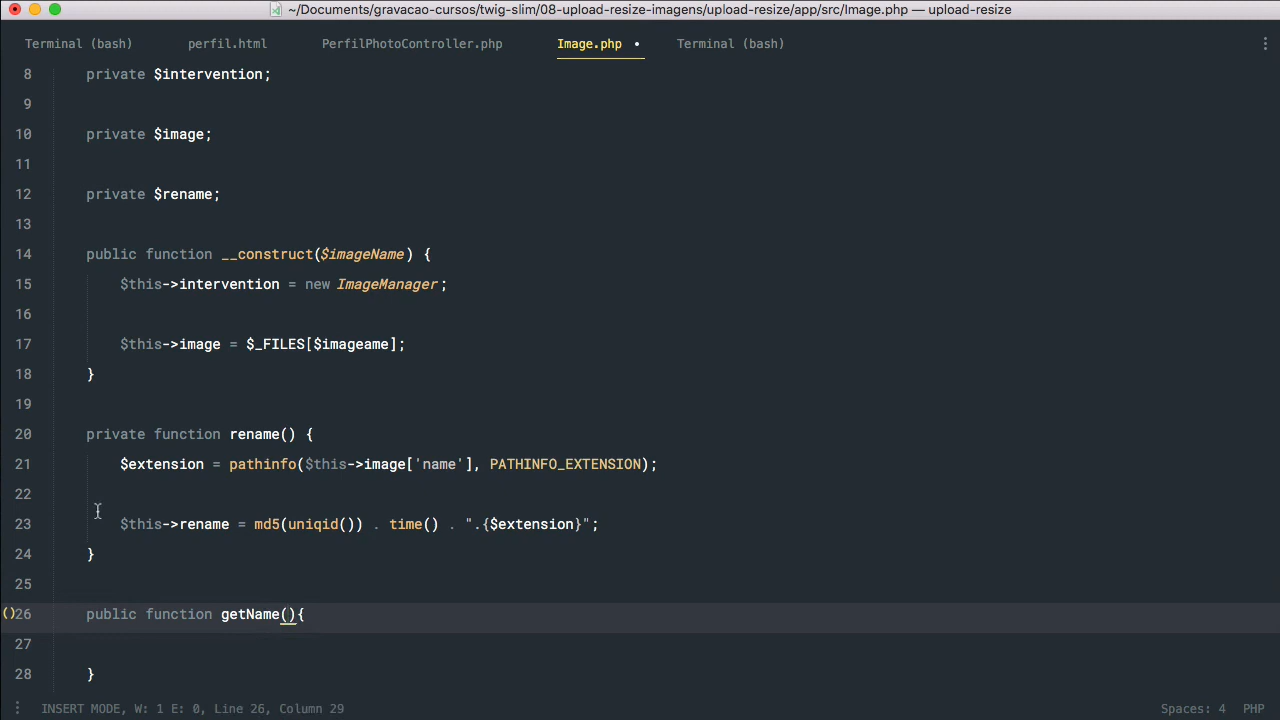 ~/Documents/gravacao-cursos/twig-slim/08-upload-resize-imagens/upload-resize/app/src/Image.php — upload-resize
Terminal (bash) perfil.html PerfilPhotoController.php Image.php • Terminal (bash)
8 private $intervention;
9
10 private $image;
11
12 private $rename;
13
14 public function __construct($imageName) {
15 $this->intervention = new ImageManager;
16
17 $this->image = $_FILES[$imageame];
18 }
19
20 private function rename() {
21 $extension = pathinfo($this->image['name'], PATHINFO_EXTENSION);
22
23 $this->rename = md5(uniqid()) . time() . ".{$extension}";
24 }
25
()26 public function getName(){
27
28 }
INSERT MODE, W: 1 E: 0, Line 26, Column 29 Spaces: 4 PHP